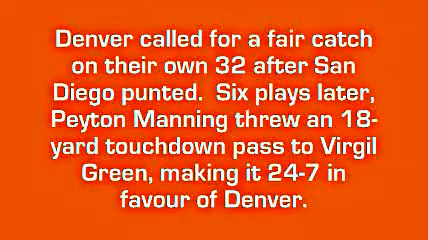 Denver called for a fair catch
on their own 32 after San
Diego punted.  Six plays later,
Peyton Manning threw an 18-
yard touchdown pass to Virgil
Green, making it 24-7 in
favour of Denver.